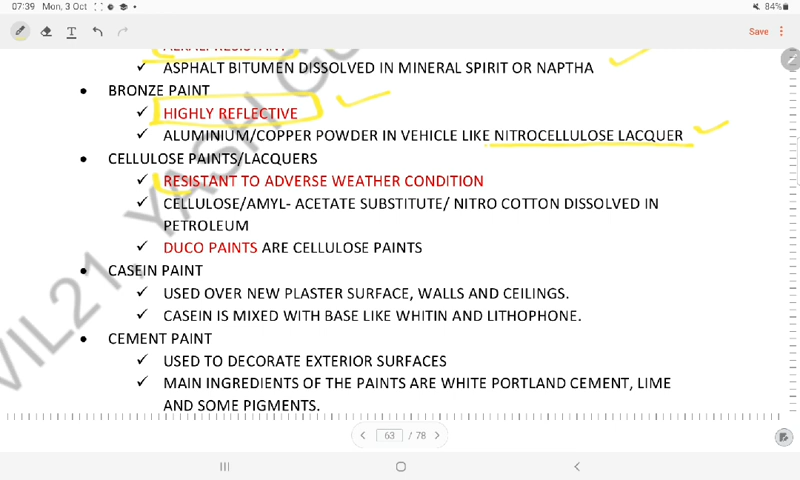 07:39 Mon, 3 Oct
84%
Save
ALKALI RESISTANT
ASPHALT BITUMEN DISSOLVED IN MINERAL SPIRIT OR NAPTHA
BRONZE PAINT
HIGHLY REFLECTIVE
ALUMINIUM/COPPER POWDER IN VEHICLE LIKE NITROCELLULOSE LACQUER
CELLULOSE PAINTS/LACQUERS
RESISTANT TO ADVERSE WEATHER CONDITION
CELLULOSE/AMYL- ACETATE SUBSTITUTE/ NITRO COTTON DISSOLVED IN
PETROLEUM
DUCO PAINTS ARE CELLULOSE PAINTS
CASEIN PAINT
USED OVER NEW PLASTER SURFACE, WALLS AND CEILINGS.
CASEIN IS MIXED WITH BASE LIKE WHITIN AND LITHOPHONE.
CEMENT PAINT
USED TO DECORATE EXTERIOR SURFACES
MAIN INGREDIENTS OF THE PAINTS ARE WHITE PORTLAND CEMENT, LIME
AND SOME PIGMENTS.
63 / 78